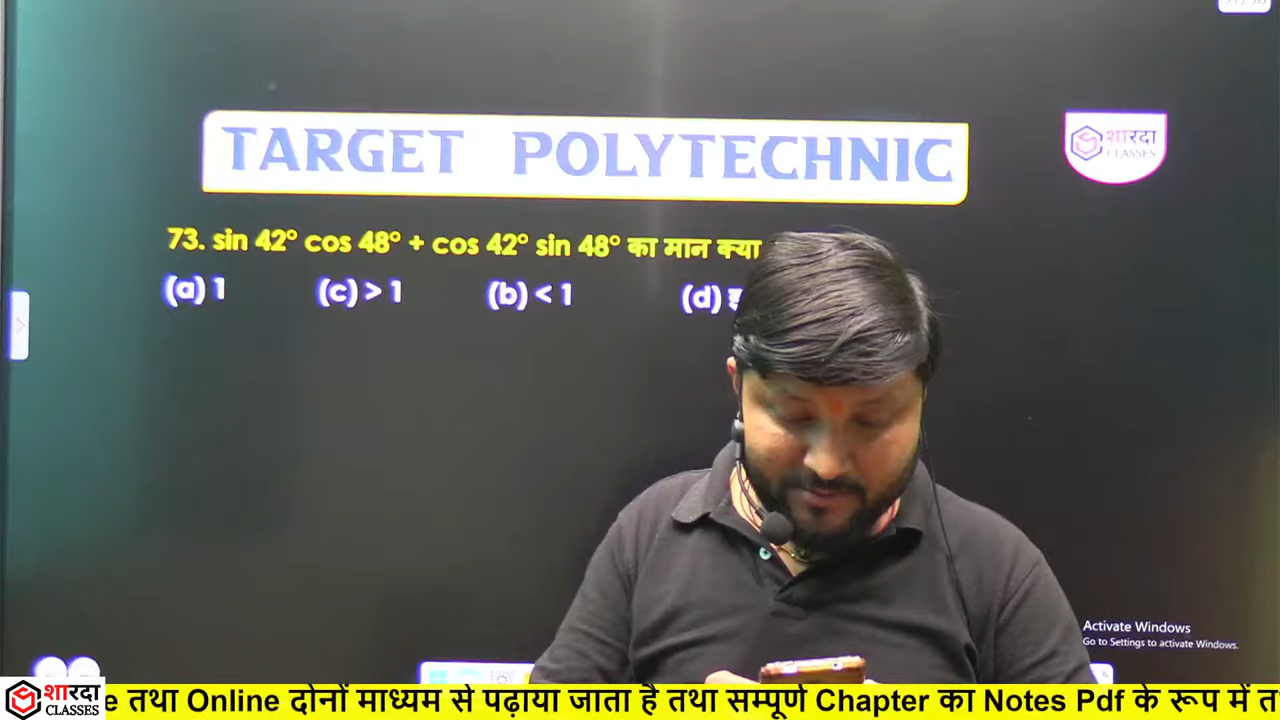 TARGET POLYTECHNIC
शारदा
CLASSES
73. sin 42° cos 48° + cos 42° sin 48° का मान क्या
(a) 1 (c) > 1 (b) < 1 (d)
Activate Windows
Go to Settings to activate Windows.
शारदा
CLASSES
तथा Online दोनों माध्यम से पढ़ाया जाता है तथा सम्पूर्ण Chapter का Notes Pdf के रूप में